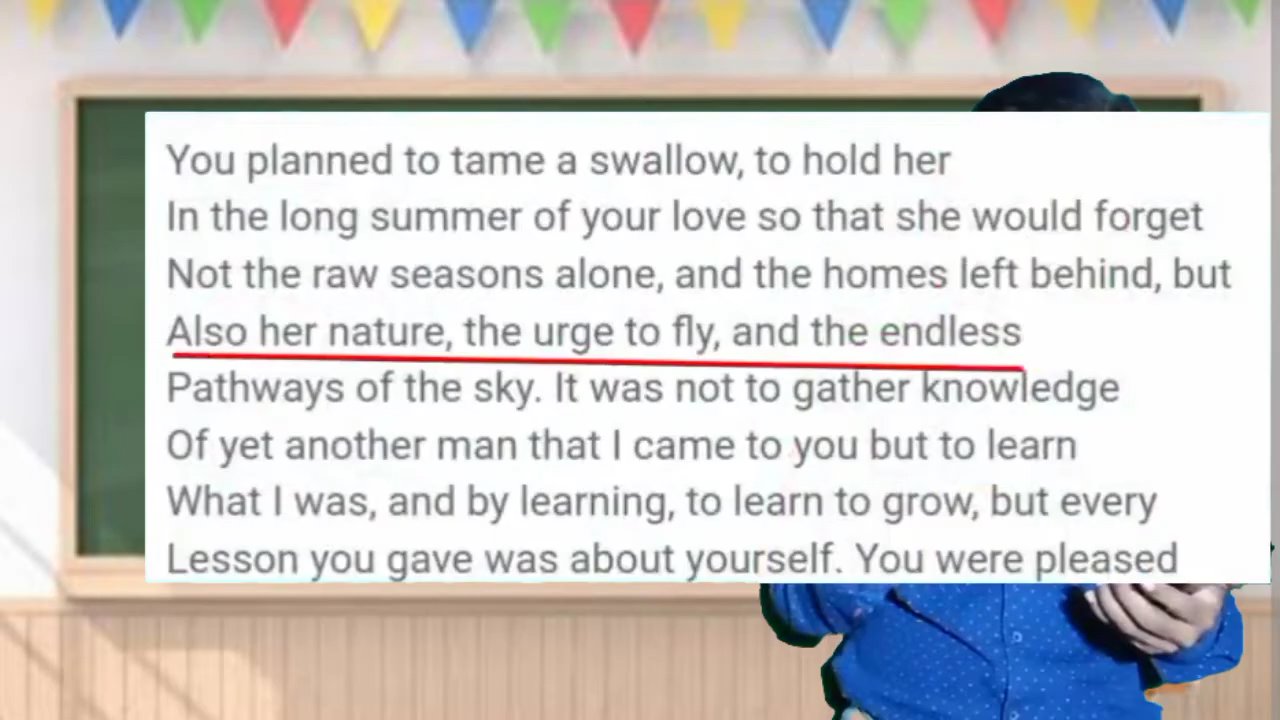 You planned to tame a swallow, to hold her
In the long summer of your love so that she would forget
Not the raw seasons alone, and the homes left behind, but
Also her nature, the urge to fly, and the endless
Pathways of the sky. It was not to gather knowledge
Of yet another man that I came to you but to learn
What I was, and by learning, to learn to grow, but every
Lesson you gave was about yourself. You were pleased